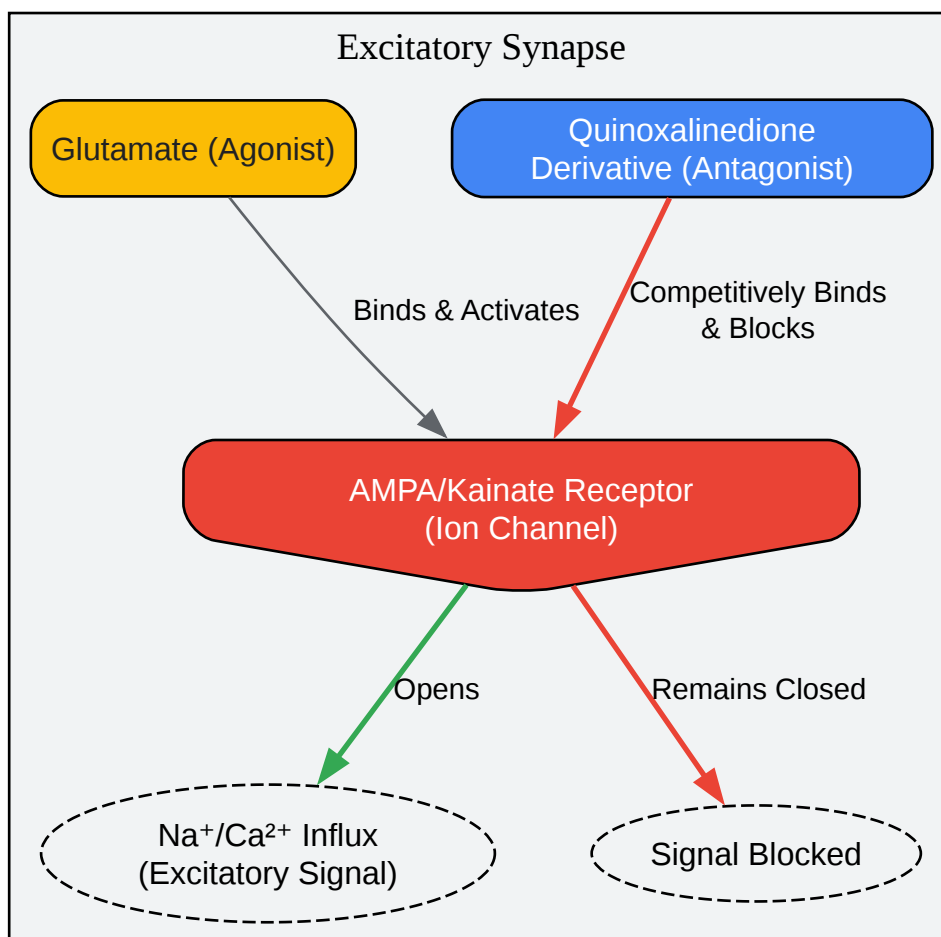 Excitatory Synapse
Glutamate (Agonist)
Quinoxalinedione
Derivative (Antagonist)
Binds & Activates
Competitively Binds
& Blocks
AMPA/Kainate Receptor
(Ion Channel)
Opens
Remains Closed
Na⁺/Ca²⁺ Influx
(Excitatory Signal)
Signal Blocked